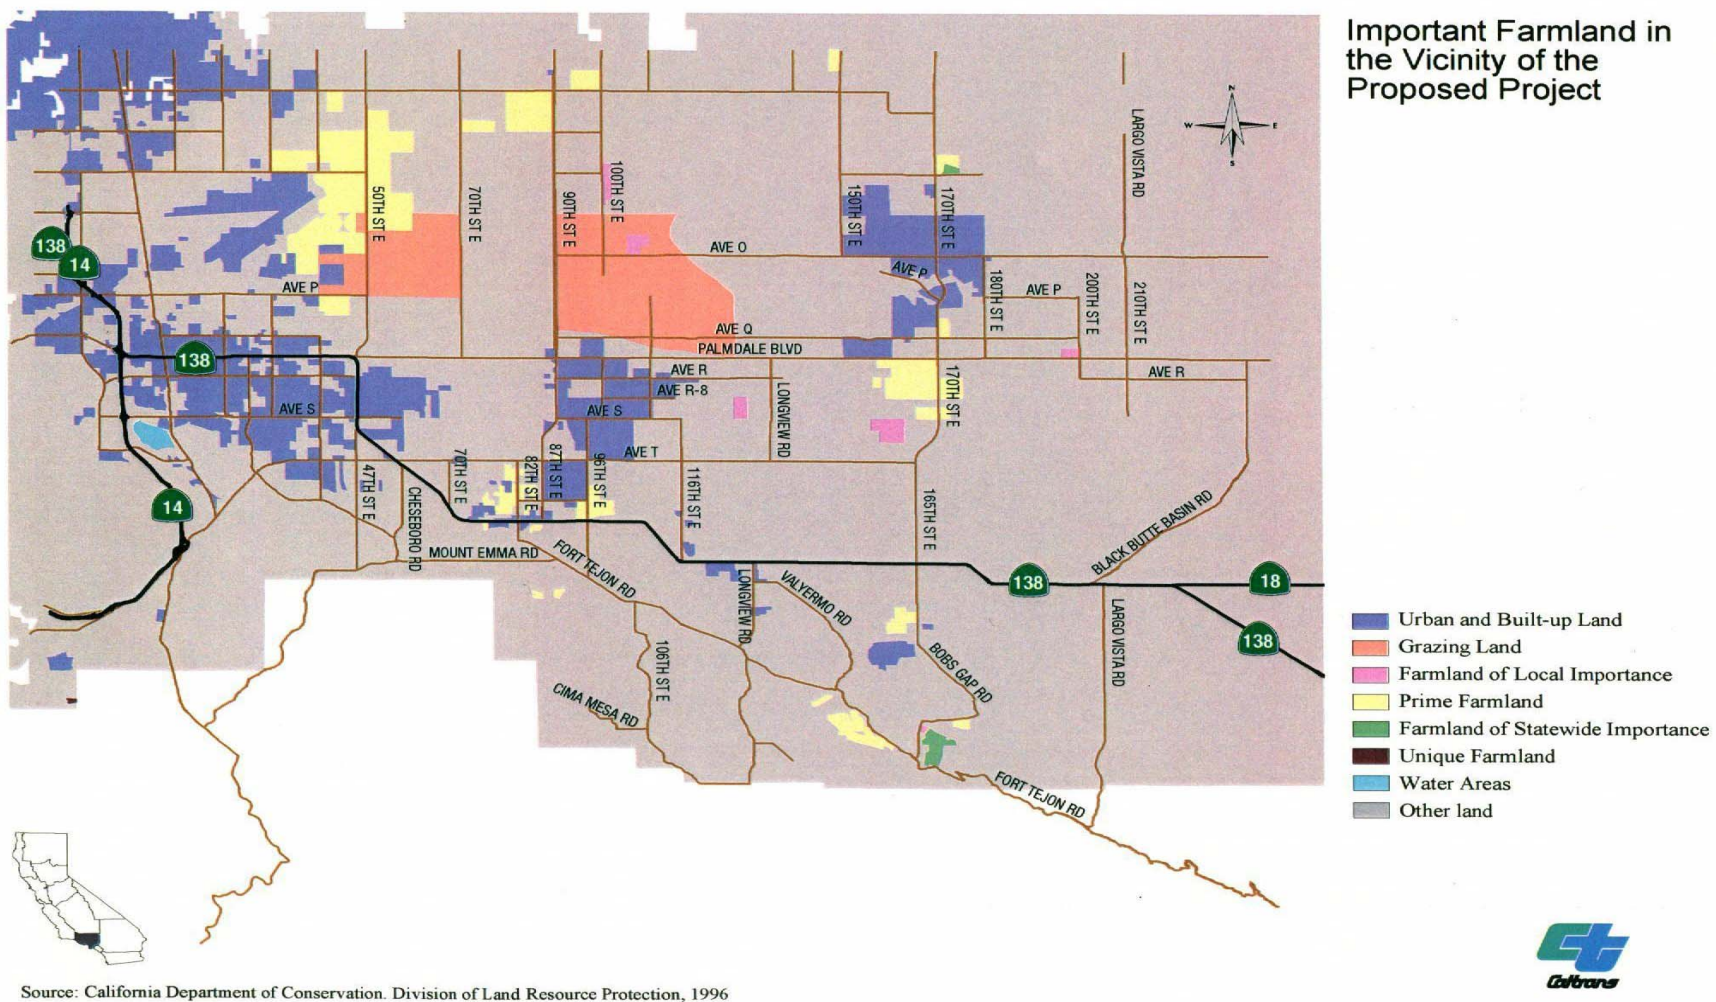 Important Farmland in
the Vicinity of the
Proposed Project
N
W
E
S
LARGO VISTA RD
100TH ST E
50TH ST E
70TH ST E
90TH ST E
150TH ST E
170TH ST E
138
14
AVE O
AVE P
AVE P
180TH ST E
AVE P
200TH ST E
210TH ST E
AVE Q
138
PALMDALE BLVD
AVE R
AVE R
AVE R-8
170TH ST E
LONGVIEW RD
AVE S
AVE S
AVE T
70TH ST E
82TH ST E
87TH ST E
96TH ST E
47TH ST E
CHESEBORO RD
116TH ST E
165TH ST E
BLACK BUTTE BASIN RD
14
MOUNT EMMA RD
FORT TEJON RD
LONGVIEW RD
VALYERMO RD
138
18
LARGO VISTA RD
138
106TH ST E
BOBS GAP RD
CIMA MESA RD
FORT TEJON RD
Urban and Built-up Land
Grazing Land
Farmland of Local Importance
Prime Farmland
Farmland of Statewide Importance
Unique Farmland
Water Areas
Other land
ct
Caltrans
Source: California Department of Conservation. Division of Land Resource Protection, 1996